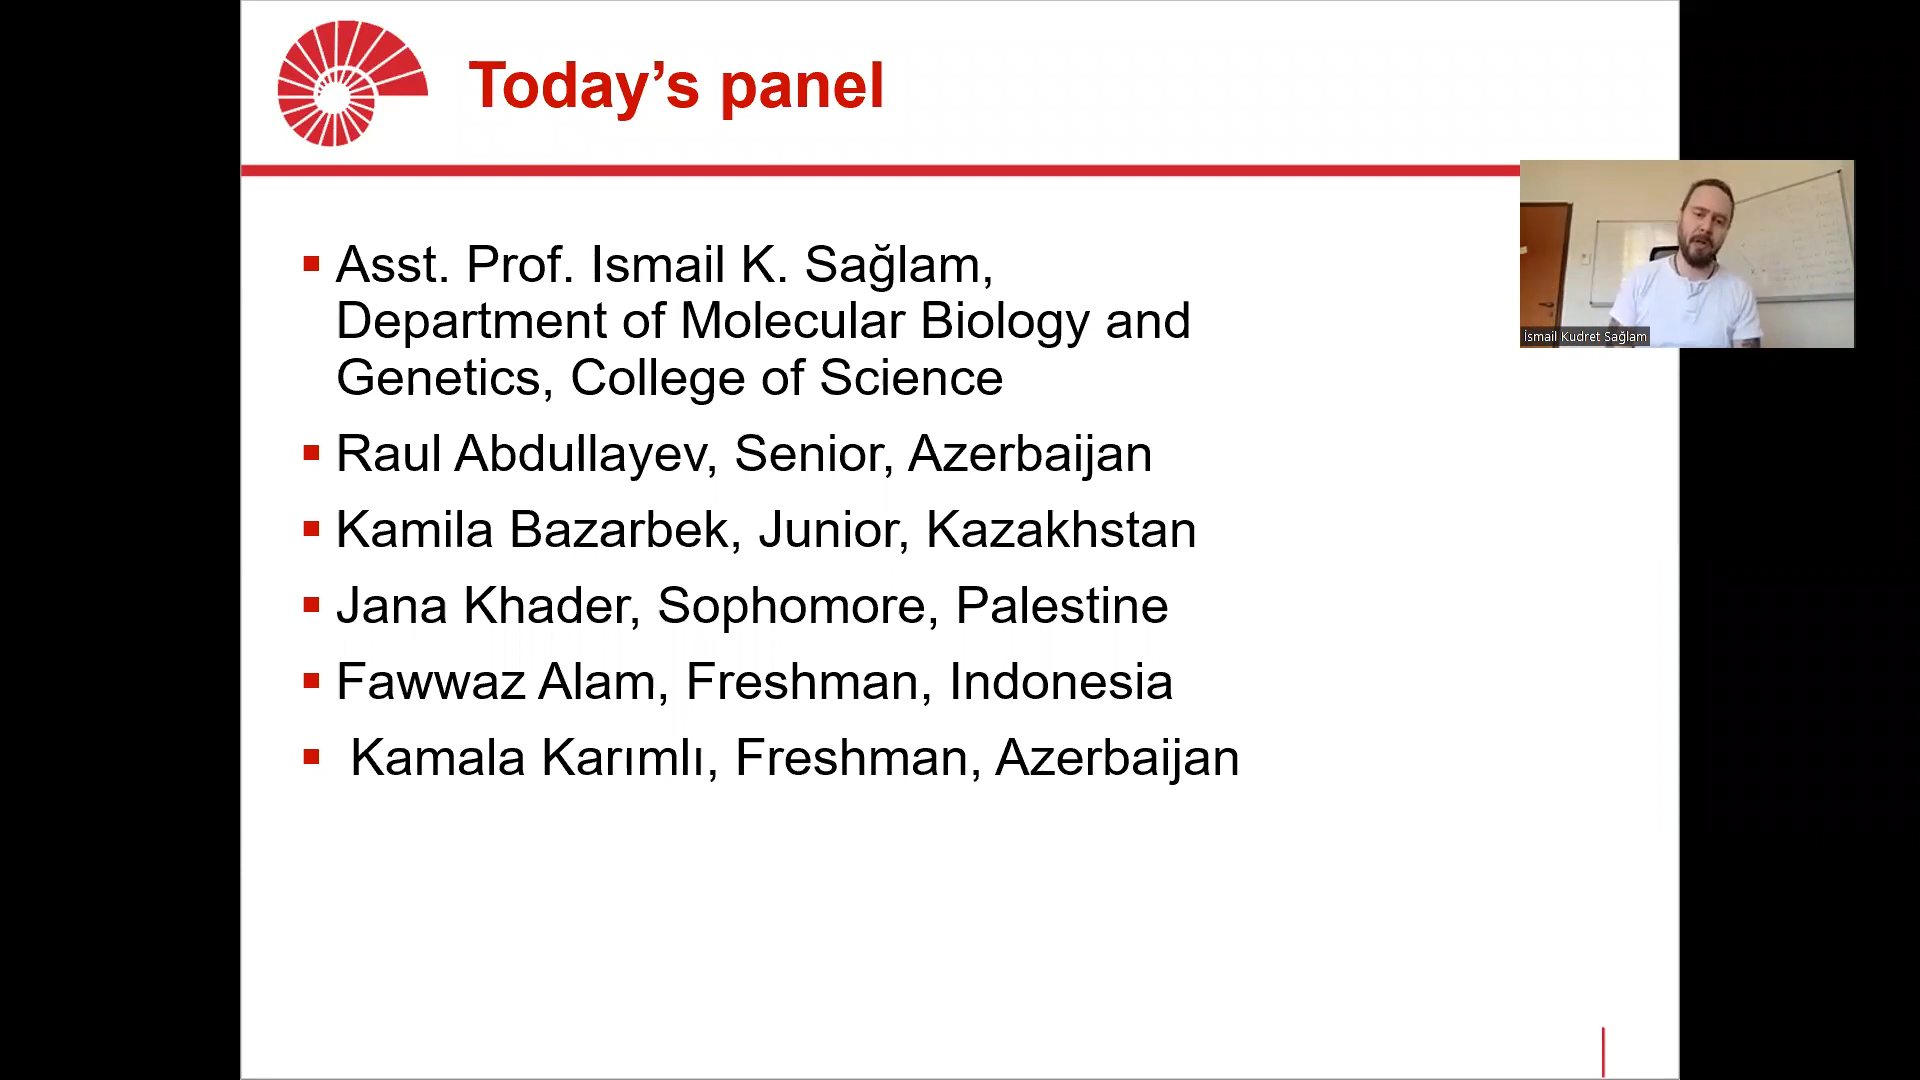 Today’s panel
Asst. Prof. Ismail K. Sağlam,
Department of Molecular Biology and
Genetics, College of Science
Raul Abdullayev, Senior, Azerbaijan
Kamila Bazarbek, Junior, Kazakhstan
Jana Khader, Sophomore, Palestine
Fawwaz Alam, Freshman, Indonesia
Kamala Karımlı, Freshman, Azerbaijan
İsmail Kudret Sağlam